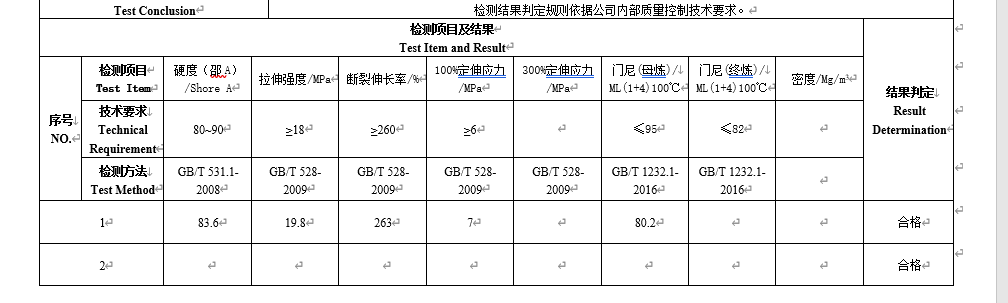 Test Conclusion 检测结果判定规则依据公司内部质量控制技术要求。
检测项目及结果
Test Item and Result
序号
NO.
检测项目
Test Item
硬度（邵A）
/Shore A
拉伸强度/MPa
断裂伸长率/%
100%定伸应力
/MPa
300%定伸应力
/MPa
门尼(母炼)/
ML(1+4)100℃
门尼(终炼)/
ML(1+4)100℃
密度/Mg/m³
结果判定
Result
Determination
技术要求
Technical
Requirement
80~90
≥18
≥260
≥6
≤95
≤82
检测方法
Test Method
GB/T 531.1-
2008
GB/T 528-
2009
GB/T 528-
2009
GB/T 528-
2009
GB/T 528-
2009
GB/T 1232.1-
2016
GB/T 1232.1-
2016
1 83.6 19.8 263 7 80.2 合格
2 合格